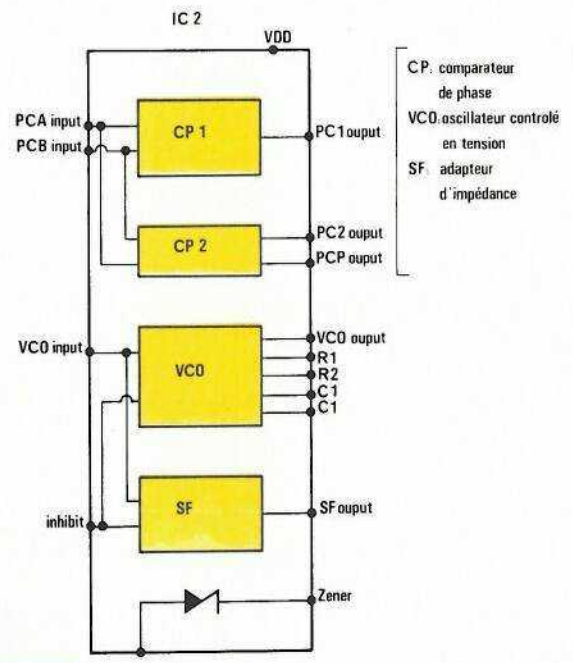 IC 2
VDD
PCA input
PCB input
CP 1
PC1 ouput
CP 2
PC2 ouput
PCP ouput
VCO input
VCO
VCO ouput
R1
R2
C1
C1
inhibit
SF
SF ouput
Zener
CP: comparateur
de phase
VCO: oscillateur controlé
en tension
SF: adapteur
d'impédance